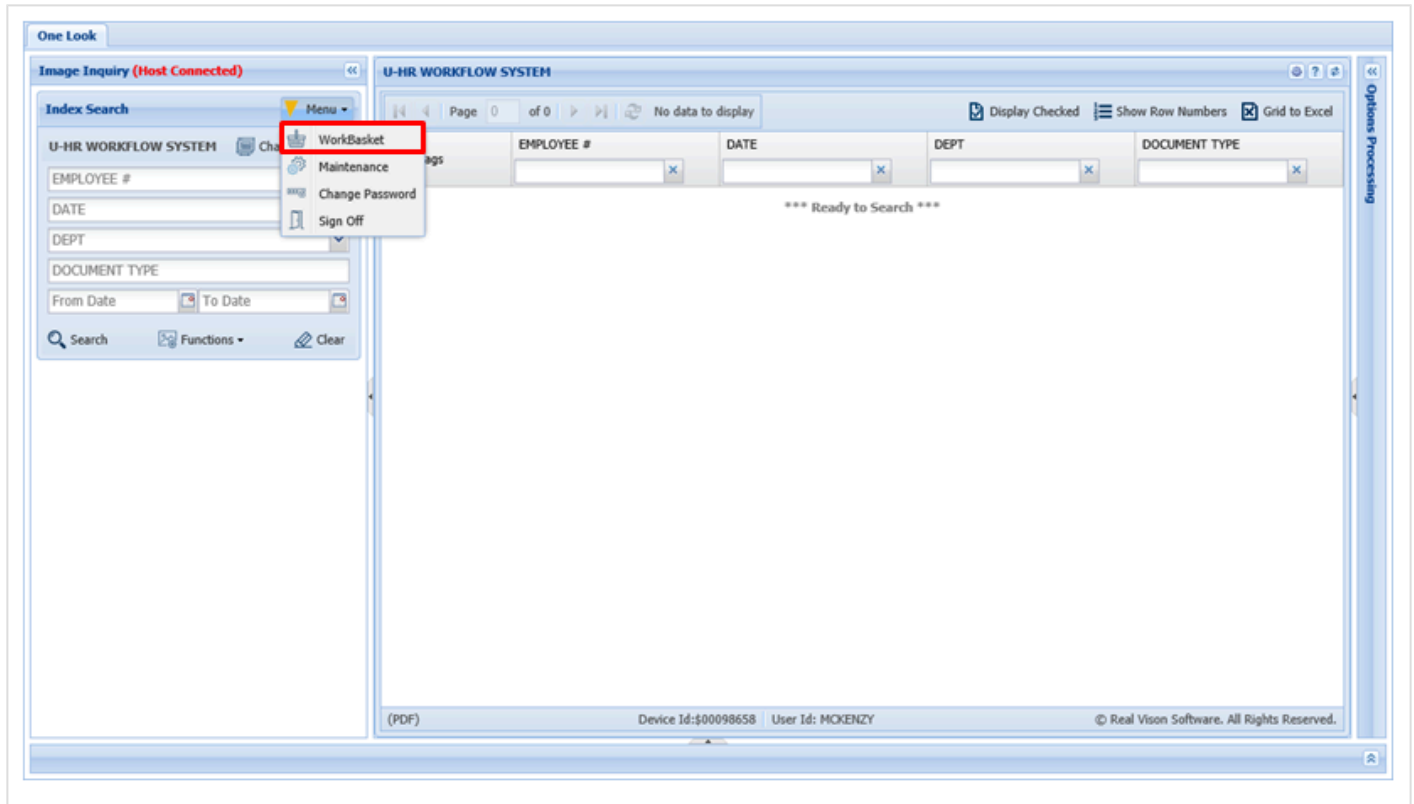 One Look
Image Inquiry (Host Connected)
U-HR WORKFLOW SYSTEM
Index Search
Menu
Page 0 of 0 No data to display
Display Checked Show Row Numbers Grid to Excel
U-HR WORKFLOW SYSTEM
WorkBasket
Maintenance
Change Password
Sign Off
EMPLOYEE # DATE DEPT DOCUMENT TYPE
EMPLOYEE #
DATE
DEPT
DOCUMENT TYPE
From Date To Date
Search Functions Clear
*** Ready to Search ***
Options Processing
(PDF) Device Id:$00098658 User Id: MCKENZY © Real Vison Software. All Rights Reserved.